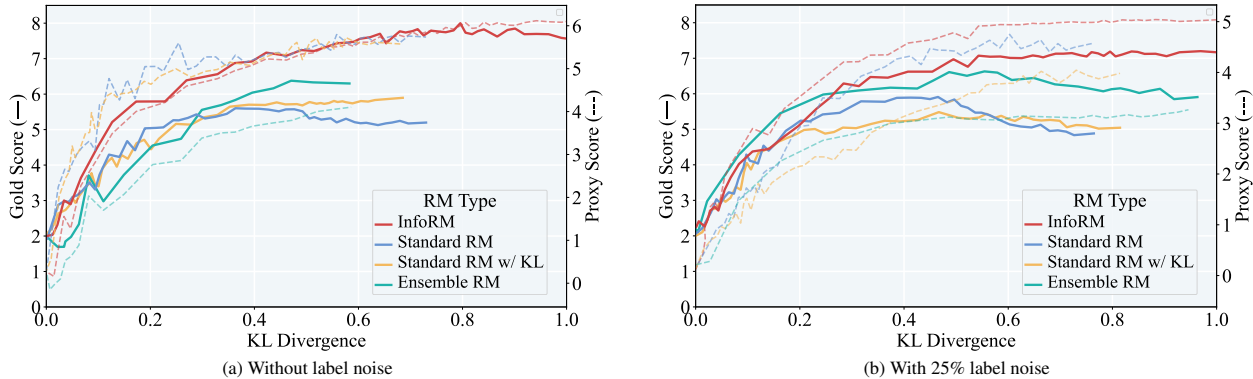 Gold Score (—)
8
7
6
5
4
3
2
1
0
6
5
4
3
2
1
0
Proxy Score (---)
RM Type
InfoRM
Standard RM
Standard RM w/ KL
Ensemble RM
0.0 0.2 0.4 0.6 0.8 1.0
KL Divergence
(a) Without label noise
Gold Score (—)
8
7
6
5
4
3
2
1
0
5
4
3
2
1
0
Proxy Score (---)
RM Type
InfoRM
Standard RM
Standard RM w/ KL
Ensemble RM
0.0 0.2 0.4 0.6 0.8 1.0
KL Divergence
(b) With 25% label noise